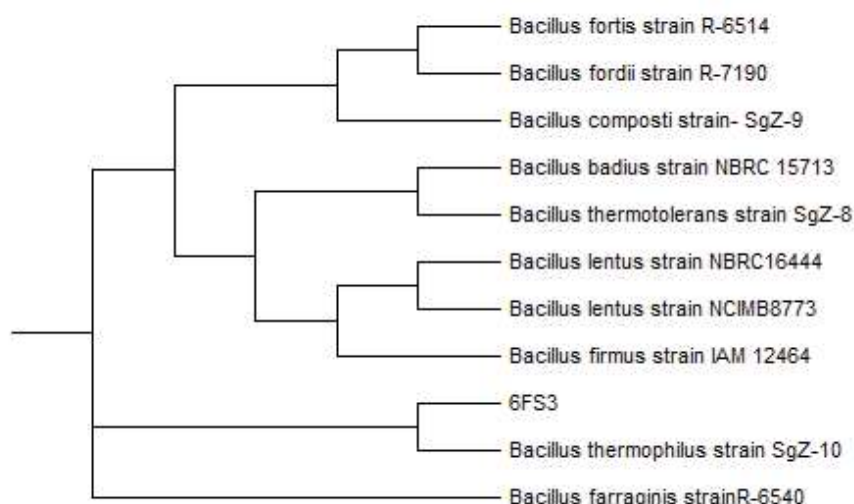 Bacillus fortis strain R-6514
Bacillus fordii strain R-7190
Bacillus composti strain- SgZ-9
Bacillus badius strain NBRC 15713
Bacillus thermotolerans strain SgZ-8
Bacillus lentus strain NBRC16444
Bacillus lentus strain NCIMB8773
Bacillus firmus strain IAM 12464
6FS3
Bacillus thermophilus strain SgZ-10
Bacillus farraginis strainR-6540